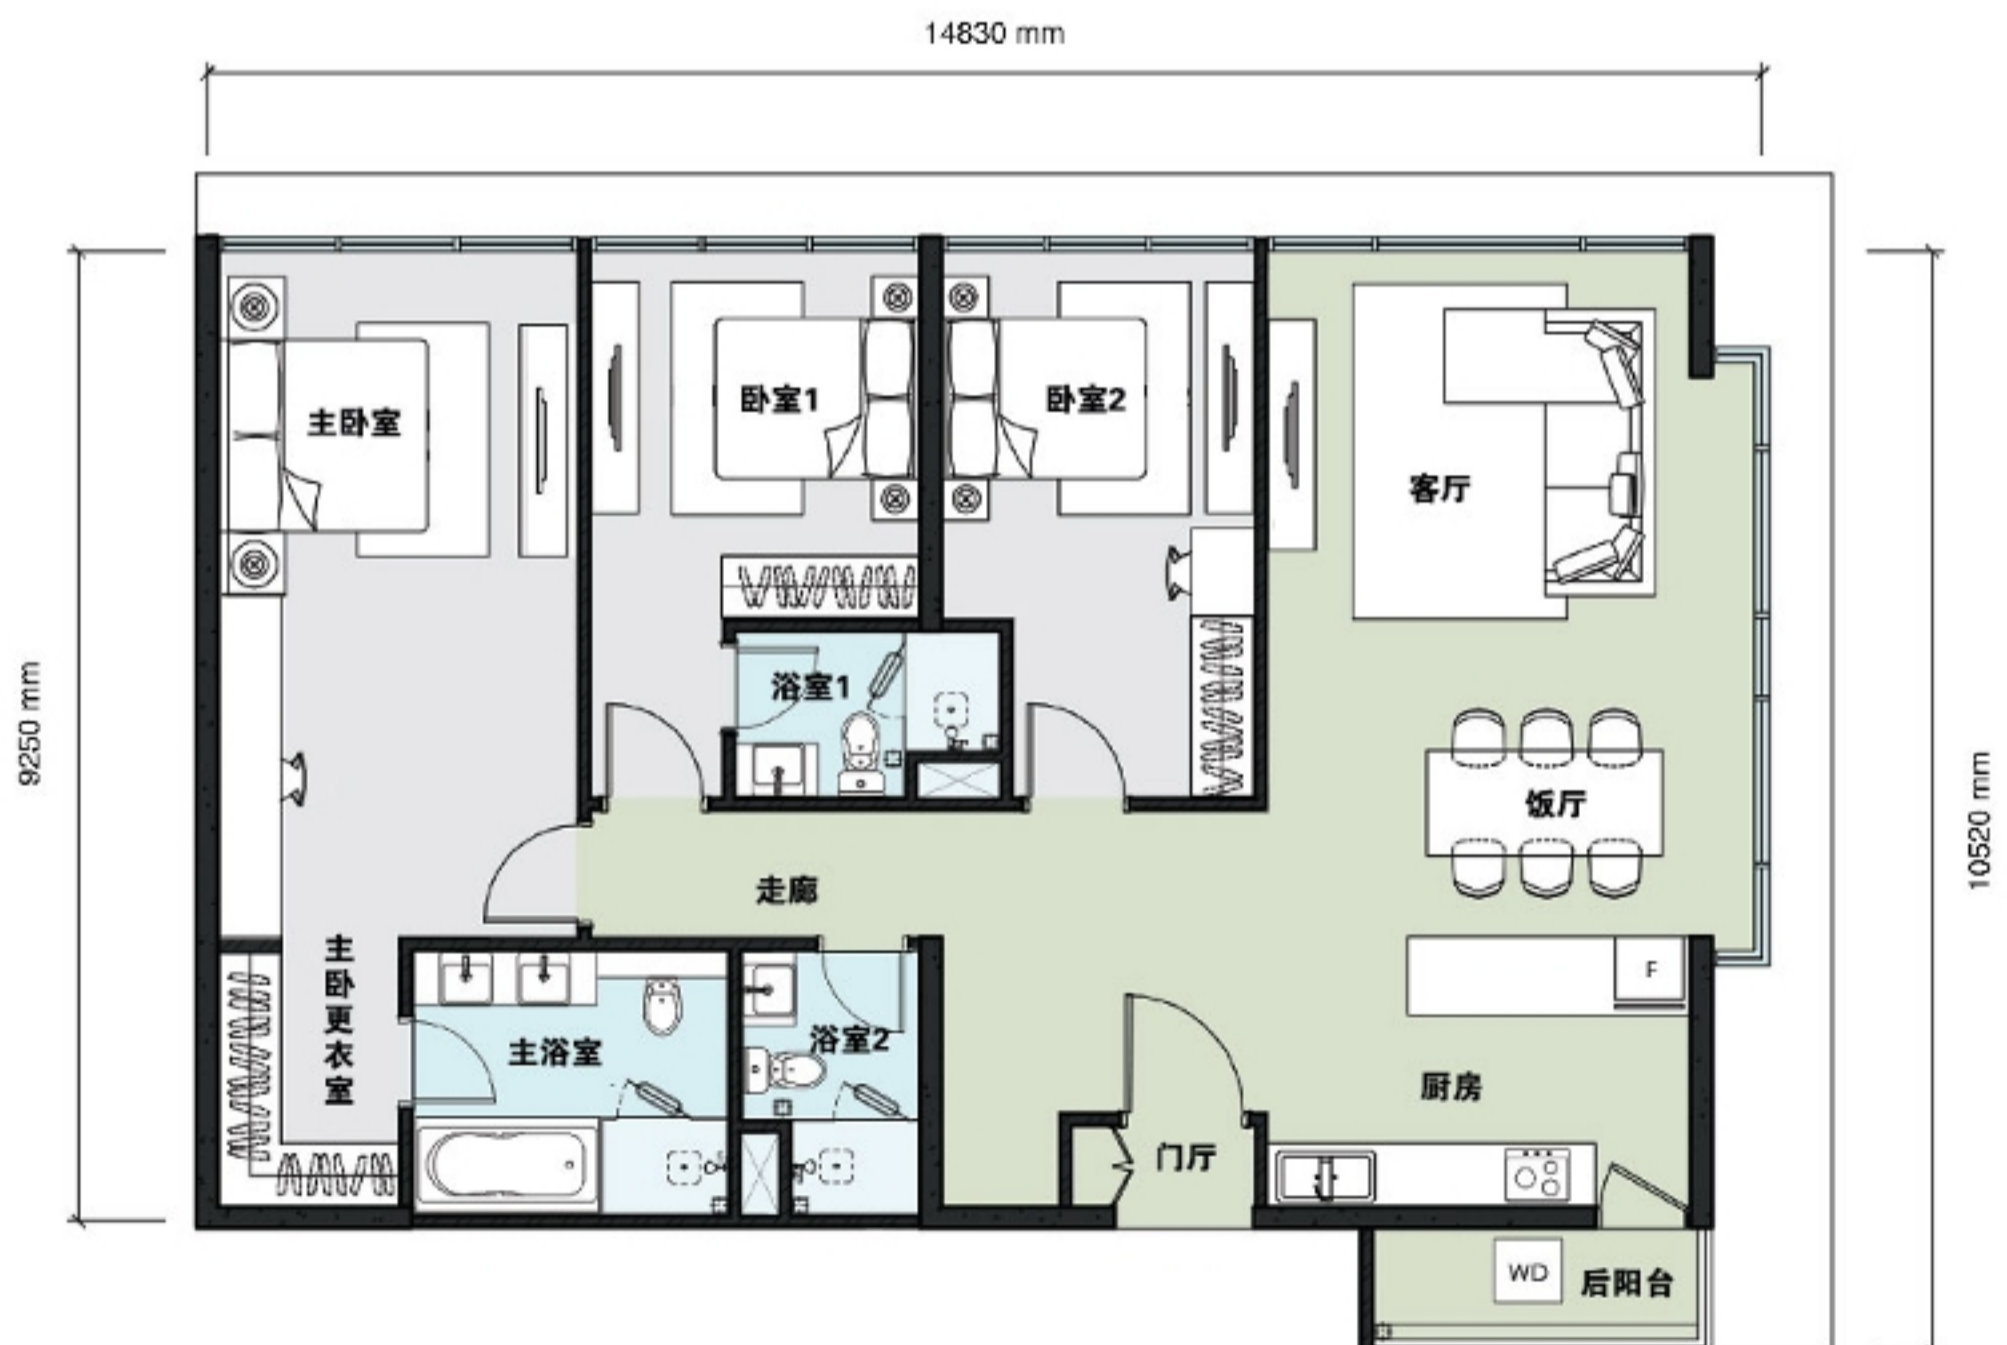 14830 mm
9250 mm
10520 mm
主卧室
卧室1
卧室2
客厅
浴室1
饭厅
走廊
主卧更衣室
F
主浴室
浴室2
厨房
门厅
WD
后阳台